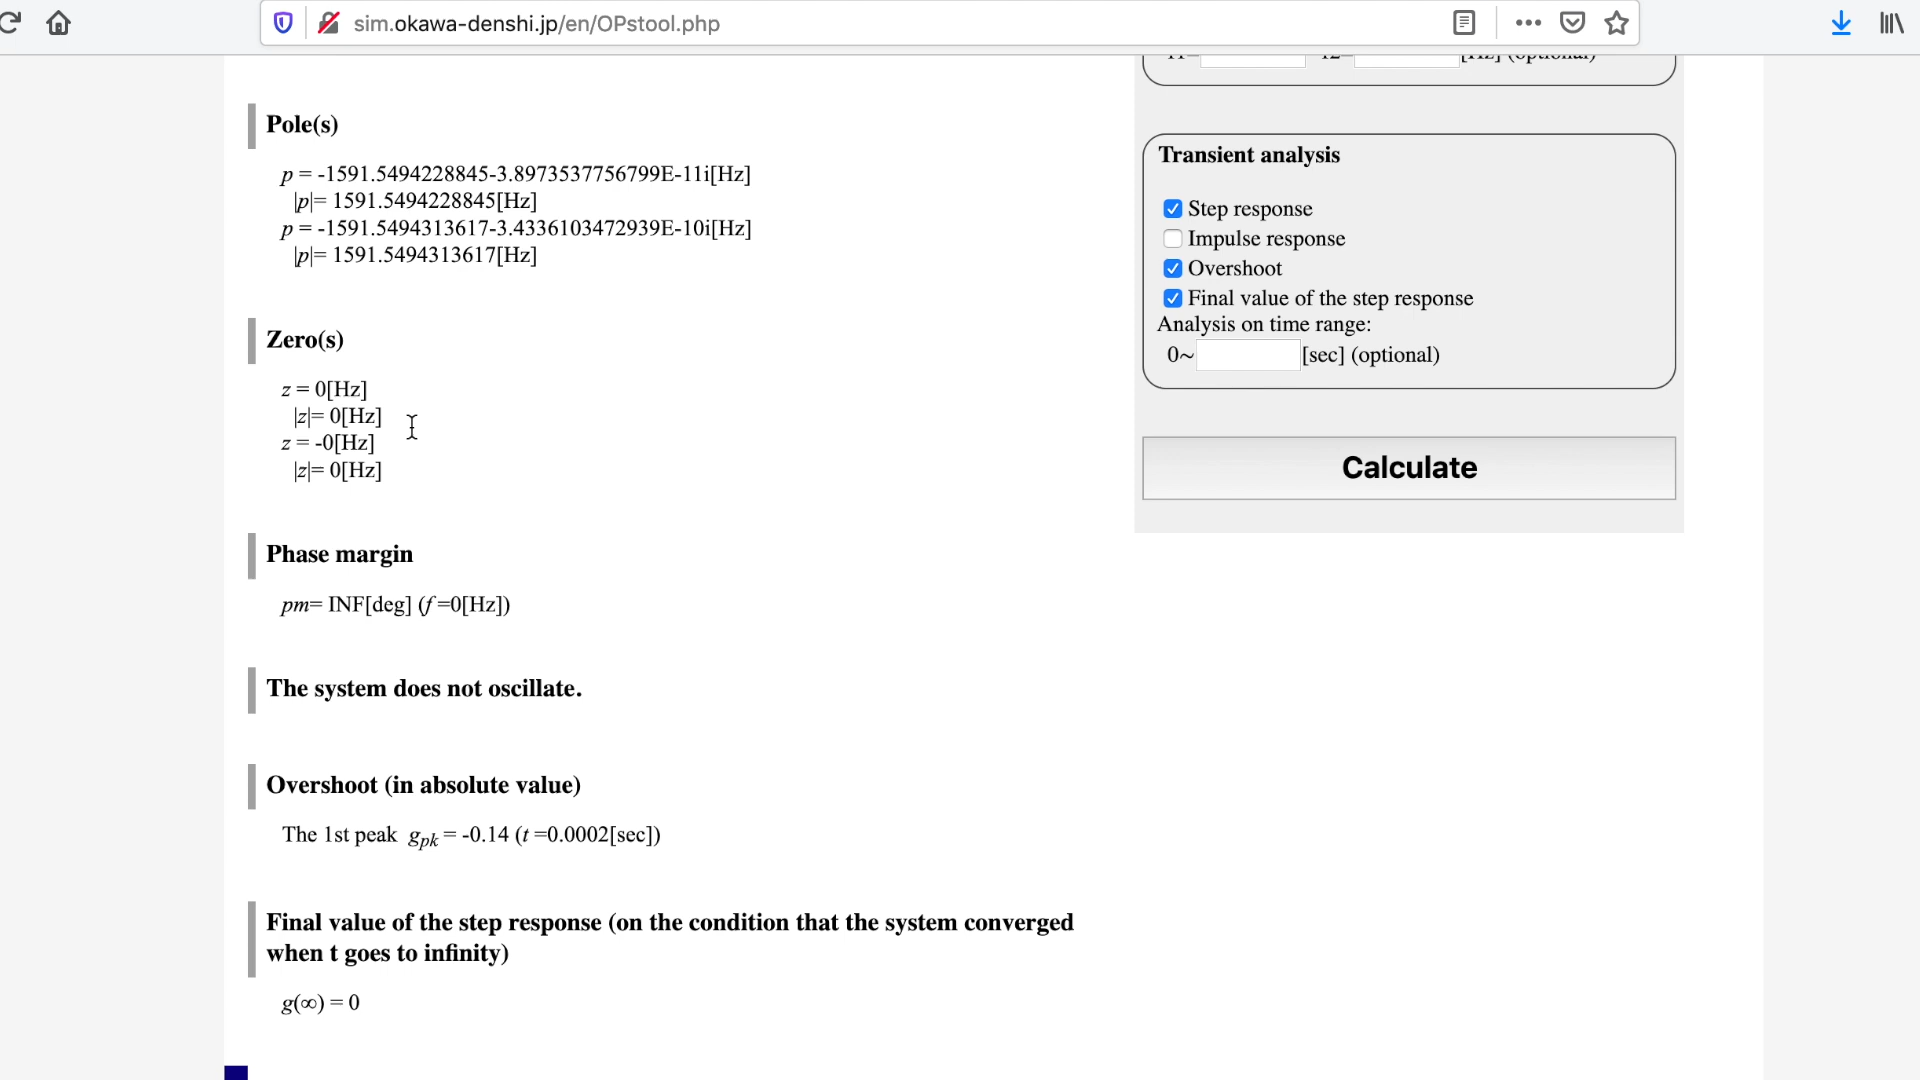 sim.okawa-denshi.jp/en/OPstool.php
[Hz] (optional)
Pole(s)
p = -1591.5494228845-3.8973537756799E-11i[Hz]
|p|= 1591.5494228845[Hz]
p = -1591.5494313617-3.4336103472939E-10i[Hz]
|p|= 1591.5494313617[Hz]
Zero(s)
z = 0[Hz]
|z|= 0[Hz]
z = -0[Hz]
|z|= 0[Hz]
Phase margin
pm= INF[deg] (f =0[Hz])
The system does not oscillate.
Overshoot (in absolute value)
The 1st peak gpk = -0.14 (t =0.0002[sec])
Final value of the step response (on the condition that the system converged
when t goes to infinity)
g(∞) = 0
Transient analysis
Step response
Impulse response
Overshoot
Final value of the step response
Analysis on time range:
0~ [sec] (optional)
Calculate